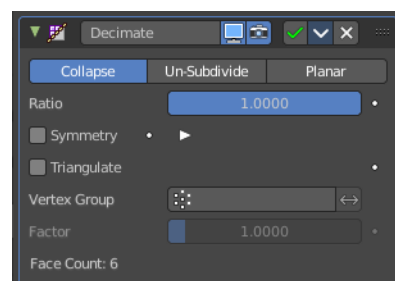 Decimate
Collapse Un-Subdivide Planar
Ratio 1.0000
Symmetry
Triangulate
Vertex Group
Factor 1.0000
Face Count: 6